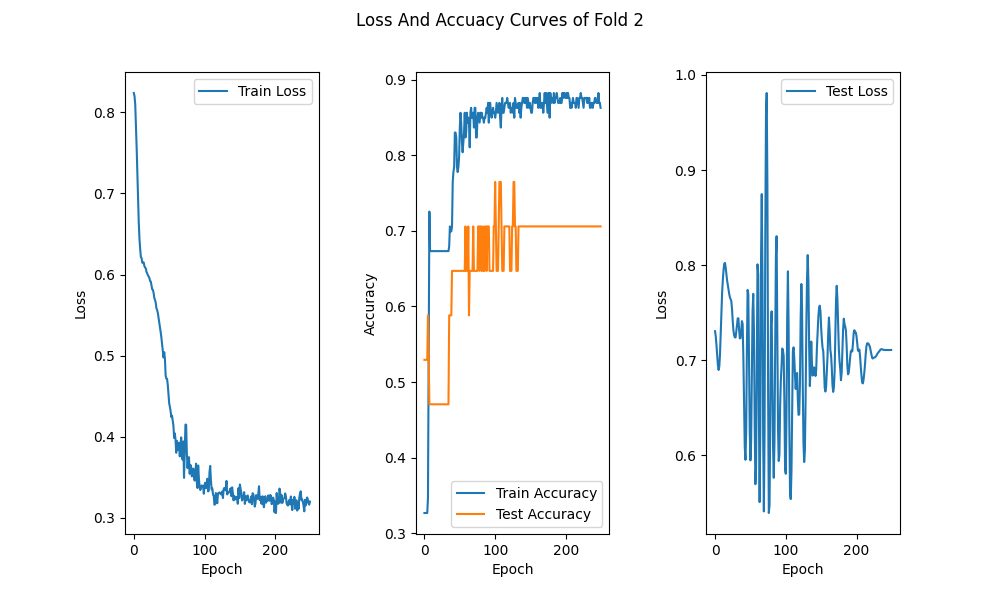 Loss And Accuacy Curves of Fold 2
Train Loss
0.8
0.7
0.6
0.5
0.4
0.3
Loss
0
100
200
Epoch
0.9
0.8
0.7
0.6
0.5
0.4
0.3
Accuracy
Train Accuracy
Test Accuracy
0
100
200
Epoch
Test Loss
1.0
0.9
0.8
0.7
0.6
Loss
0
100
200
Epoch